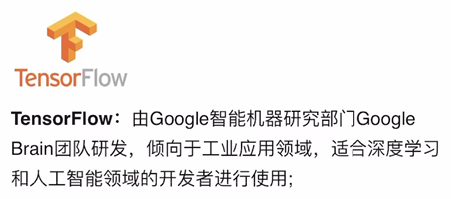 TensorFlow
TensorFlow：由Google智能机器研究部门Google
Brain团队研发，倾向于工业应用领域，适合深度学习
和人工智能领域的开发者进行使用；